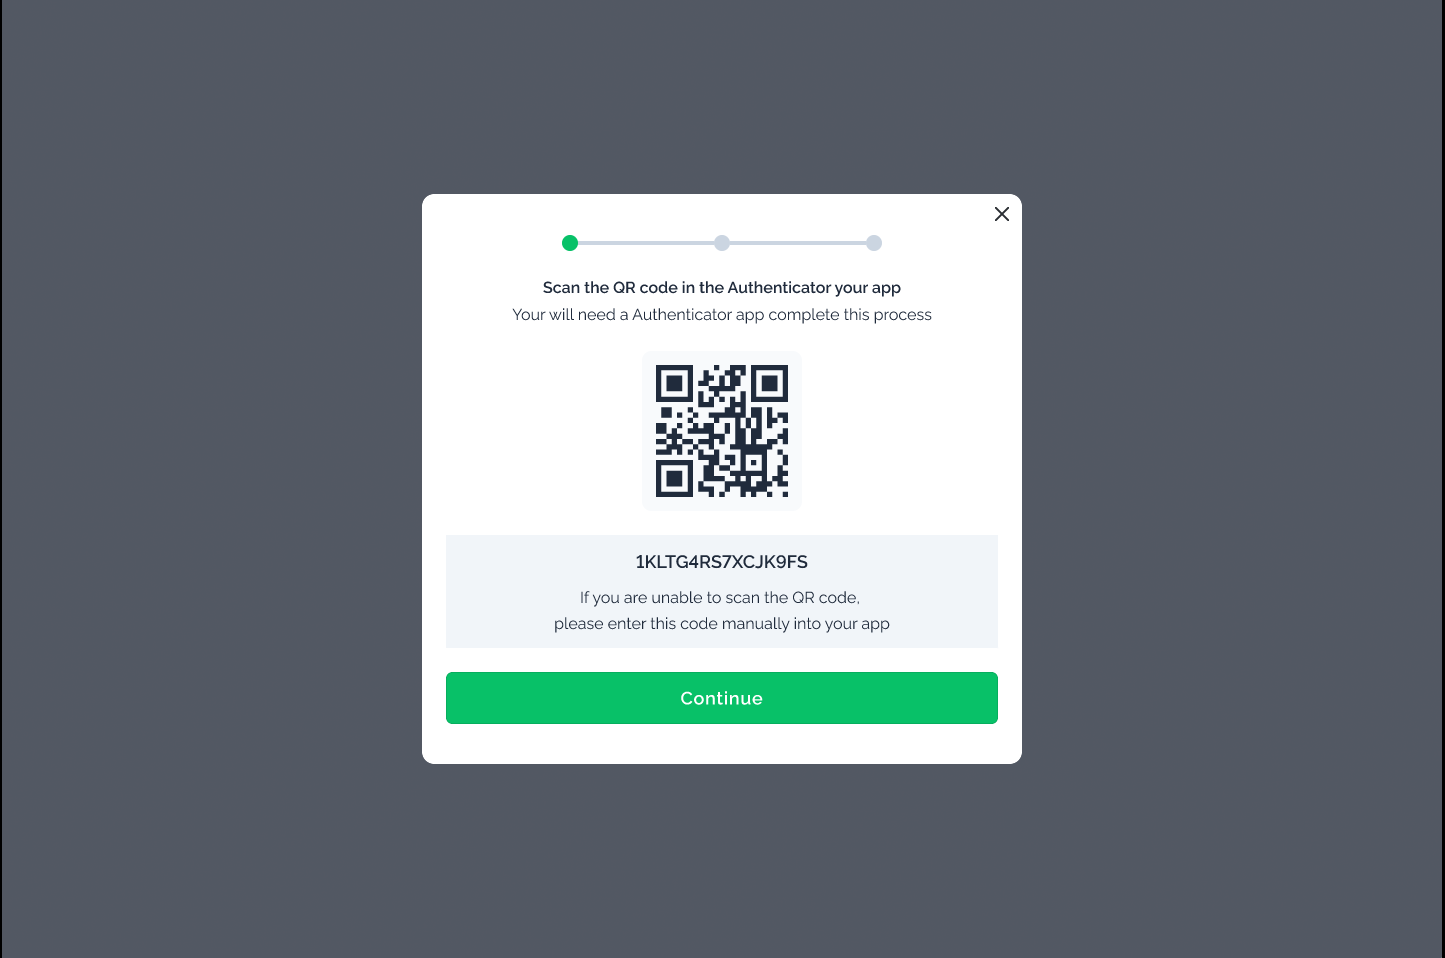 Scan the QR code in the Authenticator your app
Your will need a Authenticator app complete this process
1KLTG4RS7XCJK9FS
If you are unable to scan the QR code,
please enter this code manually into your app
Continue